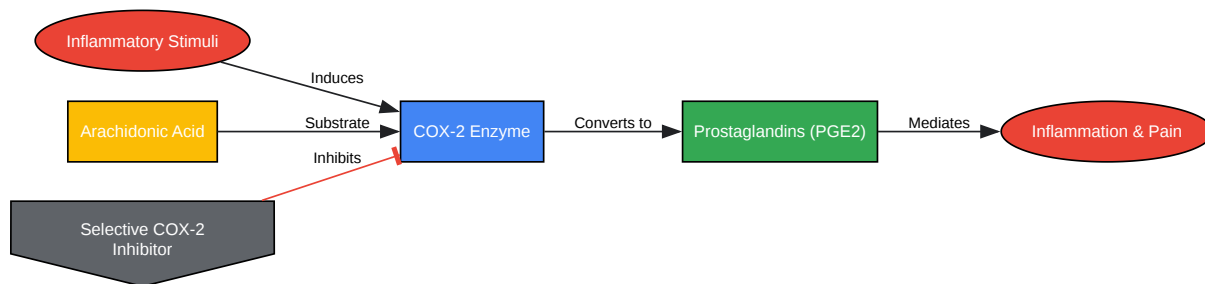 Inflammatory Stimuli
Induces
Arachidonic Acid
Substrate
COX-2 Enzyme
Converts to
Prostaglandins (PGE2)
Mediates
Inflammation & Pain
Inhibits
Selective COX-2
Inhibitor